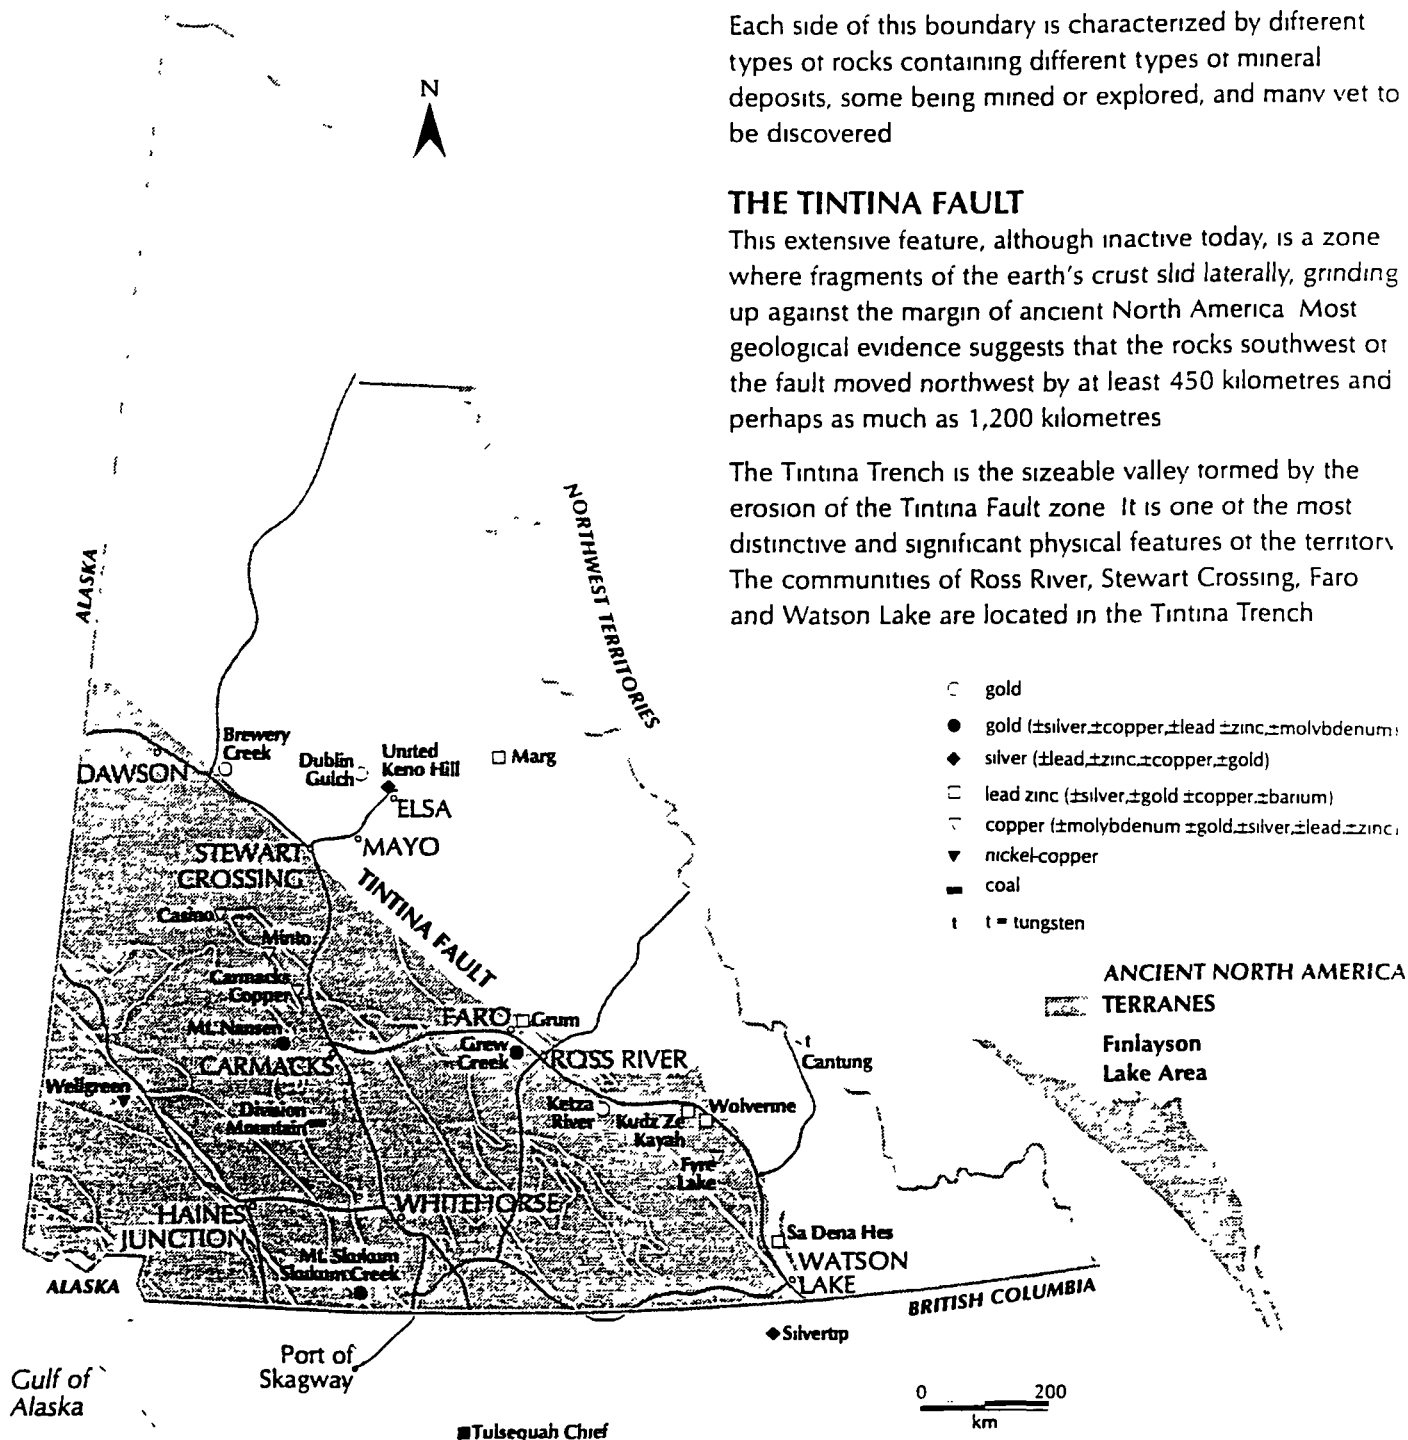 Each side of this boundary is characterized by different
types of rocks containing different types of mineral
deposits, some being mined or explored, and many yet to
be discovered
THE TINTINA FAULT
This extensive feature, although inactive today, is a zone
where fragments of the earth's crust slid laterally, grinding
up against the margin of ancient North America Most
geological evidence suggests that the rocks southwest of
the fault moved northwest by at least 450 kilometres and
perhaps as much as 1,200 kilometres
The Tintina Trench is the sizeable valley formed by the
erosion of the Tintina Fault zone It is one of the most
distinctive and significant physical features of the territory
The communities of Ross River, Stewart Crossing, Faro
and Watson Lake are located in the Tintina Trench
N
NORTHWEST TERRITORIES
ALASKA
gold
gold (±silver,±copper,±lead ±zinc,±molybdenum)
silver (±lead,±zinc,±copper,±gold)
lead zinc (±silver,±gold ±copper,±barium)
copper (±molybdenum ±gold,±silver,±lead,±zinc)
nickel-copper
coal
t t = tungsten
Brewery
Creek
Dublin
Gulch
United
Keno Hill
Marg
DAWSON
ELSA
MAYO
STEWART
CROSSING
TINTINA FAULT
Casino
Minto
Carmacks
Copper
Mt. Nansen
CARMACKS
FARO
Grum
Grew
Creek
ROSS RIVER
t
Cantung
ANCIENT NORTH AMERICA
TERRANES
Finlayson
Lake Area
Wellgreen
Division
Mountain
Ketza
River
Kudz Ze
Kayah
Wolverine
Fyre
Lake
HAINES
JUNCTION
WHITEHORSE
Mt. Skukum
Skukum Creek
Sa Dena Hes
WATSON
LAKE
ALASKA
BRITISH COLUMBIA
Silvertip
Port of
Skagway
Gulf of
Alaska
0 200
km
Tulsequah Chief